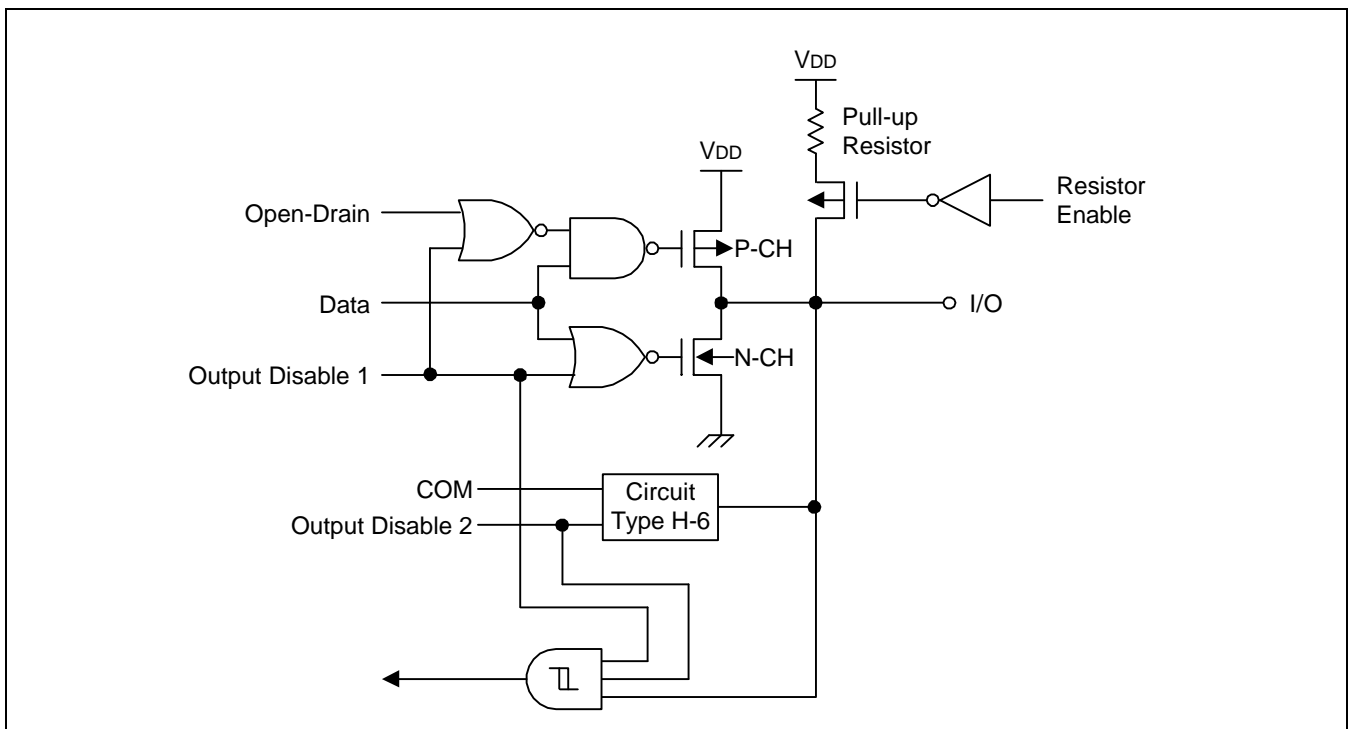 VDD
Pull-up
Resistor
VDD
Resistor
Enable
Open-Drain
P-CH
Data
I/O
N-CH
Output Disable 1
COM
Circuit
Type H-6
Output Disable 2